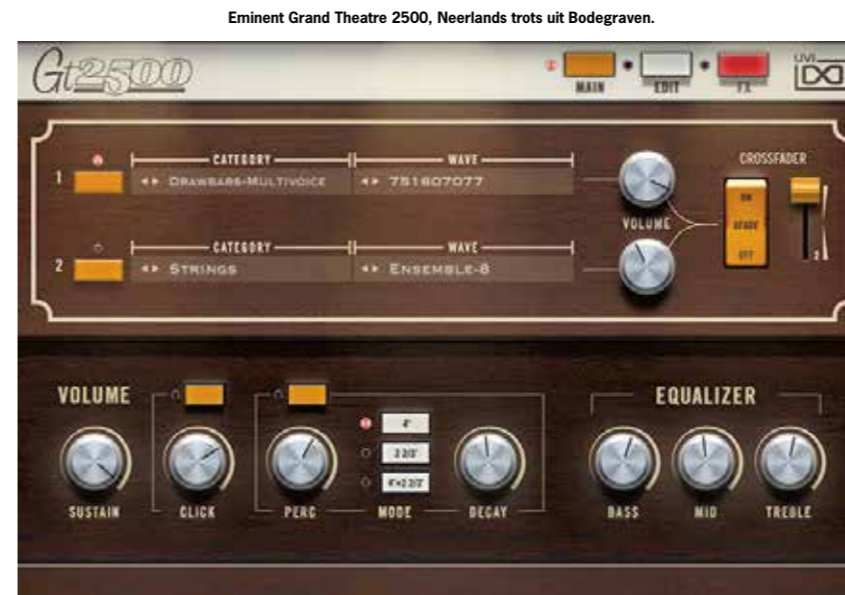 Eminent Grand Theatre 2500, Neerlands trots uit Bodegraven.
Gt2500
MAIN EDIT FX
UVI
CATEGORY WAVE
1 DRAWBARS-MULTIVOICE 751607077
CROSSFADER
VOLUME
ON
XFADE
OFF
2
CATEGORY WAVE
2 STRINGS ENSEMBLE-8
VOLUME
EQUALIZER
4'
2 2/3'
4'+2 2/3'
SUSTAIN CLICK PERC MODE DECAY BASS MID TREBLE